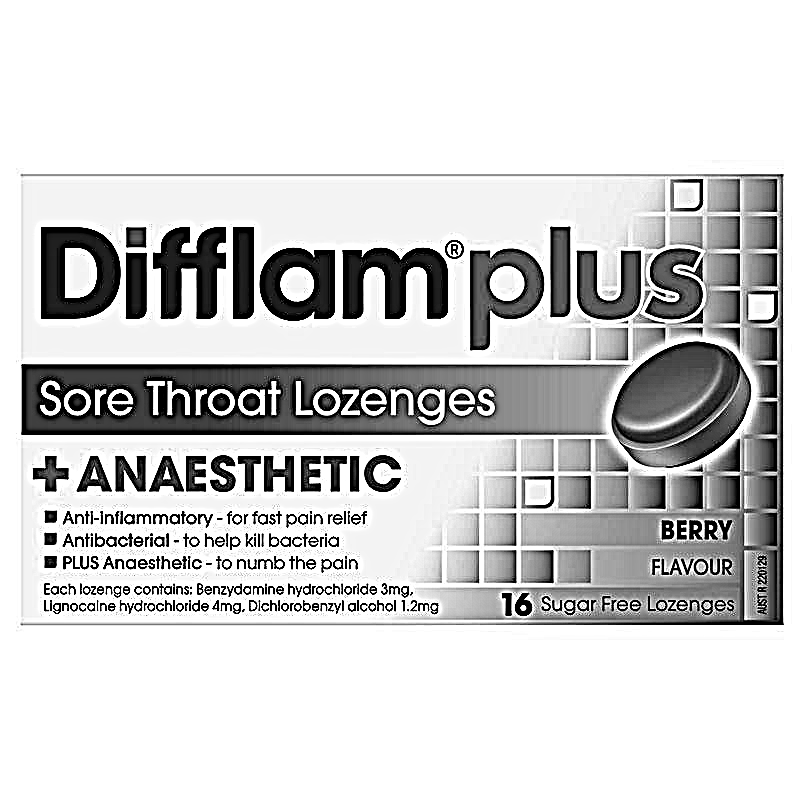 Difflam® plus
Sore Throat Lozenges
+ ANAESTHETIC
■ Anti-inflammatory - for fast pain relief
■ Antibacterial - to help kill bacteria
■ PLUS Anaesthetic - to numb the pain
Each lozenge contains: Benzydamine hydrochloride 3mg,
Lignocaine hydrochloride 4mg, Dichlorobenzyl alcohol 1.2mg
BERRY
FLAVOUR
16 Sugar Free Lozenges
AUST R 220129